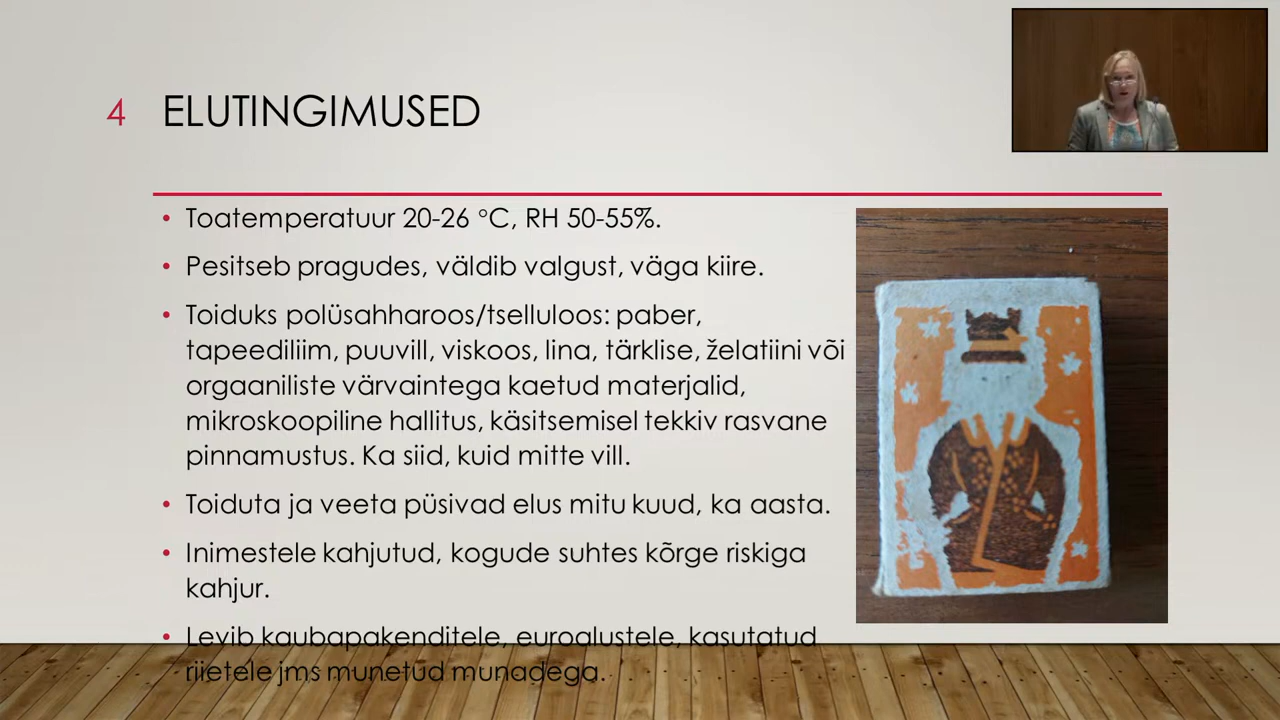 4 ELUTINGIMUSED
• Toatemperatuur 20-26 °C, RH 50-55%.
• Pesitseb pragudes, väldib valgust, väga kiire.
• Toiduks polüsahharoos/tselluloos: paber,
tapeediliim, puuvill, viskoos, lina, tärklise, želatiini või
orgaaniliste värvaintega kaetud materjalid,
mikroskoopiline hallitus, käsitsemisel tekkiv rasvane
pinnamustus. Ka siid, kuid mitte vill.
• Toiduta ja veeta püsivad elus mitu kuud, ka aasta.
• Inimestele kahjutud, kogude suhtes kõrge riskiga
kahjur.
• Levib kaubapakenditele, euroalustele, kasutatud
riietele jms munetud munadega.